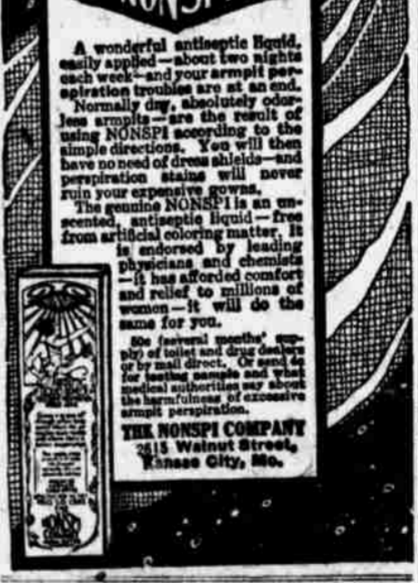 NONSPI
A wonderful antiseptic liquid,
easily applied—about two nights
each week—and your armpit per-
spiration troubles are at an end.
Normally dry, absolutely odor-
less armpits—are the result of
using NONSPI according to the
simple directions. You will then
have no need of dress shields—and
perspiration stains will never
ruin your expensive gowns.
The genuine NONSPI is an un-
scented, antiseptic liquid—free
from artificial coloring matter. It
is endorsed by leading
physicians and chemists
—it has afforded comfort
and relief to millions of
women—it will do the
same for you.
50c (several months' sup-
ply) of toilet and drug dealers
or by mail direct. Or send 4c
for testing sample and what
medical authorities say about
the harmfulness of excessive
armpit perspiration.
THE NONSPI COMPANY
Walnut Street,
Kansas City, Mo.
NONSPI